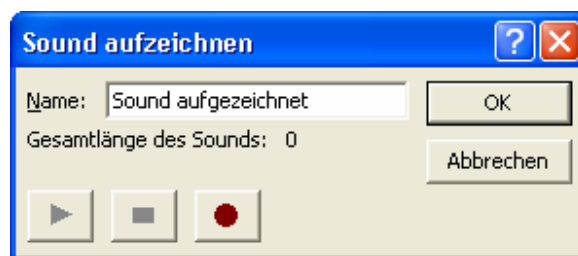 Sound aufzeichnen
Name: Sound aufgezeichnet
OK
Gesamtlänge des Sounds: 0
Abbrechen